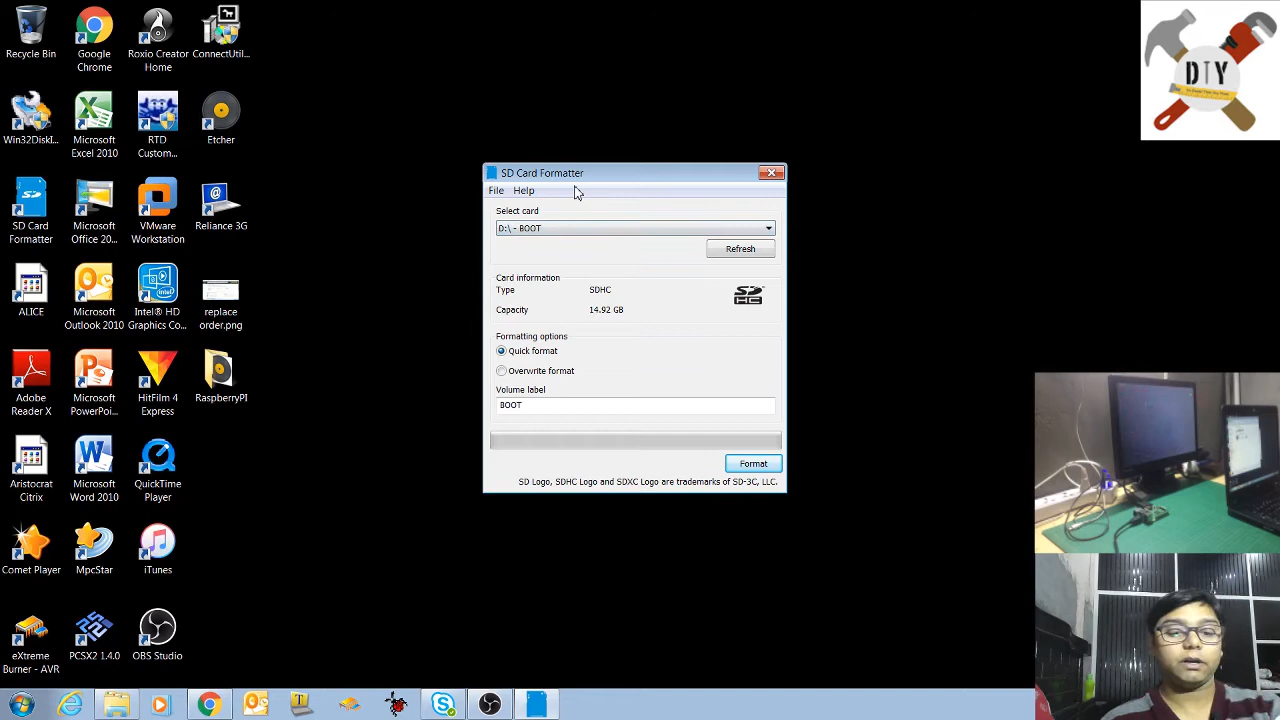 Recycle Bin
Google
Chrome
Roxio Creator
Home
ConnectUtil...
Win32DiskI...
Microsoft
Excel 2010
RTD
Custom...
Etcher
SD Card
Formatter
Microsoft
Office 20...
VMware
Workstation
Reliance 3G
ALICE
Microsoft
Outlook 2010
Intel® HD
Graphics Co...
replace
order.png
Adobe
Reader X
Microsoft
PowerPoi...
HitFilm 4
Express
RaspberryPI
Aristocrat
Citrix
Microsoft
Word 2010
QuickTime
Player
Comet Player
MpcStar
iTunes
eXtreme
Burner - AVR
PCSX2 1.4.0
OBS Studio
SD Card Formatter
File Help
Select card
D:\ - BOOT
Refresh
Card information
Type SDHC
Capacity 14.92 GB
SD
HC
Formatting options
Quick format
Overwrite format
Volume label
BOOT
Format
SD Logo, SDHC Logo and SDXC Logo are trademarks of SD-3C, LLC.
DIY